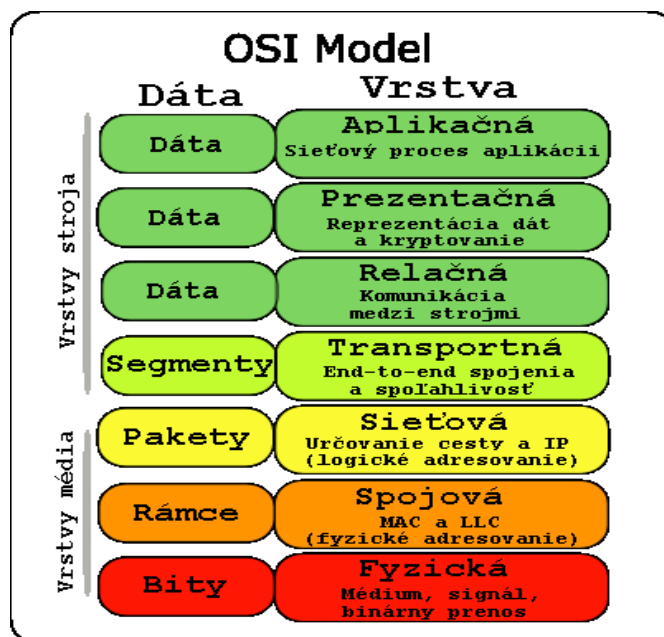 OSI Model
Dáta
Vrstva
Vrstvy stroja
Dáta
Aplikačná
Sieťový proces aplikácii
Dáta
Prezentačná
Reprezentácia dát
a kryptovanie
Dáta
Relačná
Komunikácia
medzi strojmi
Segmenty
Transportná
End-to-end spojenia
a spoľahlivosť
Vrstvy média
Pakety
Sieťová
Určovanie cesty a IP
(logické adresovanie)
Rámce
Spojová
MAC a LLC
(fyzické adresovanie)
Bity
Fyzická
Médium, signál,
binárny prenos